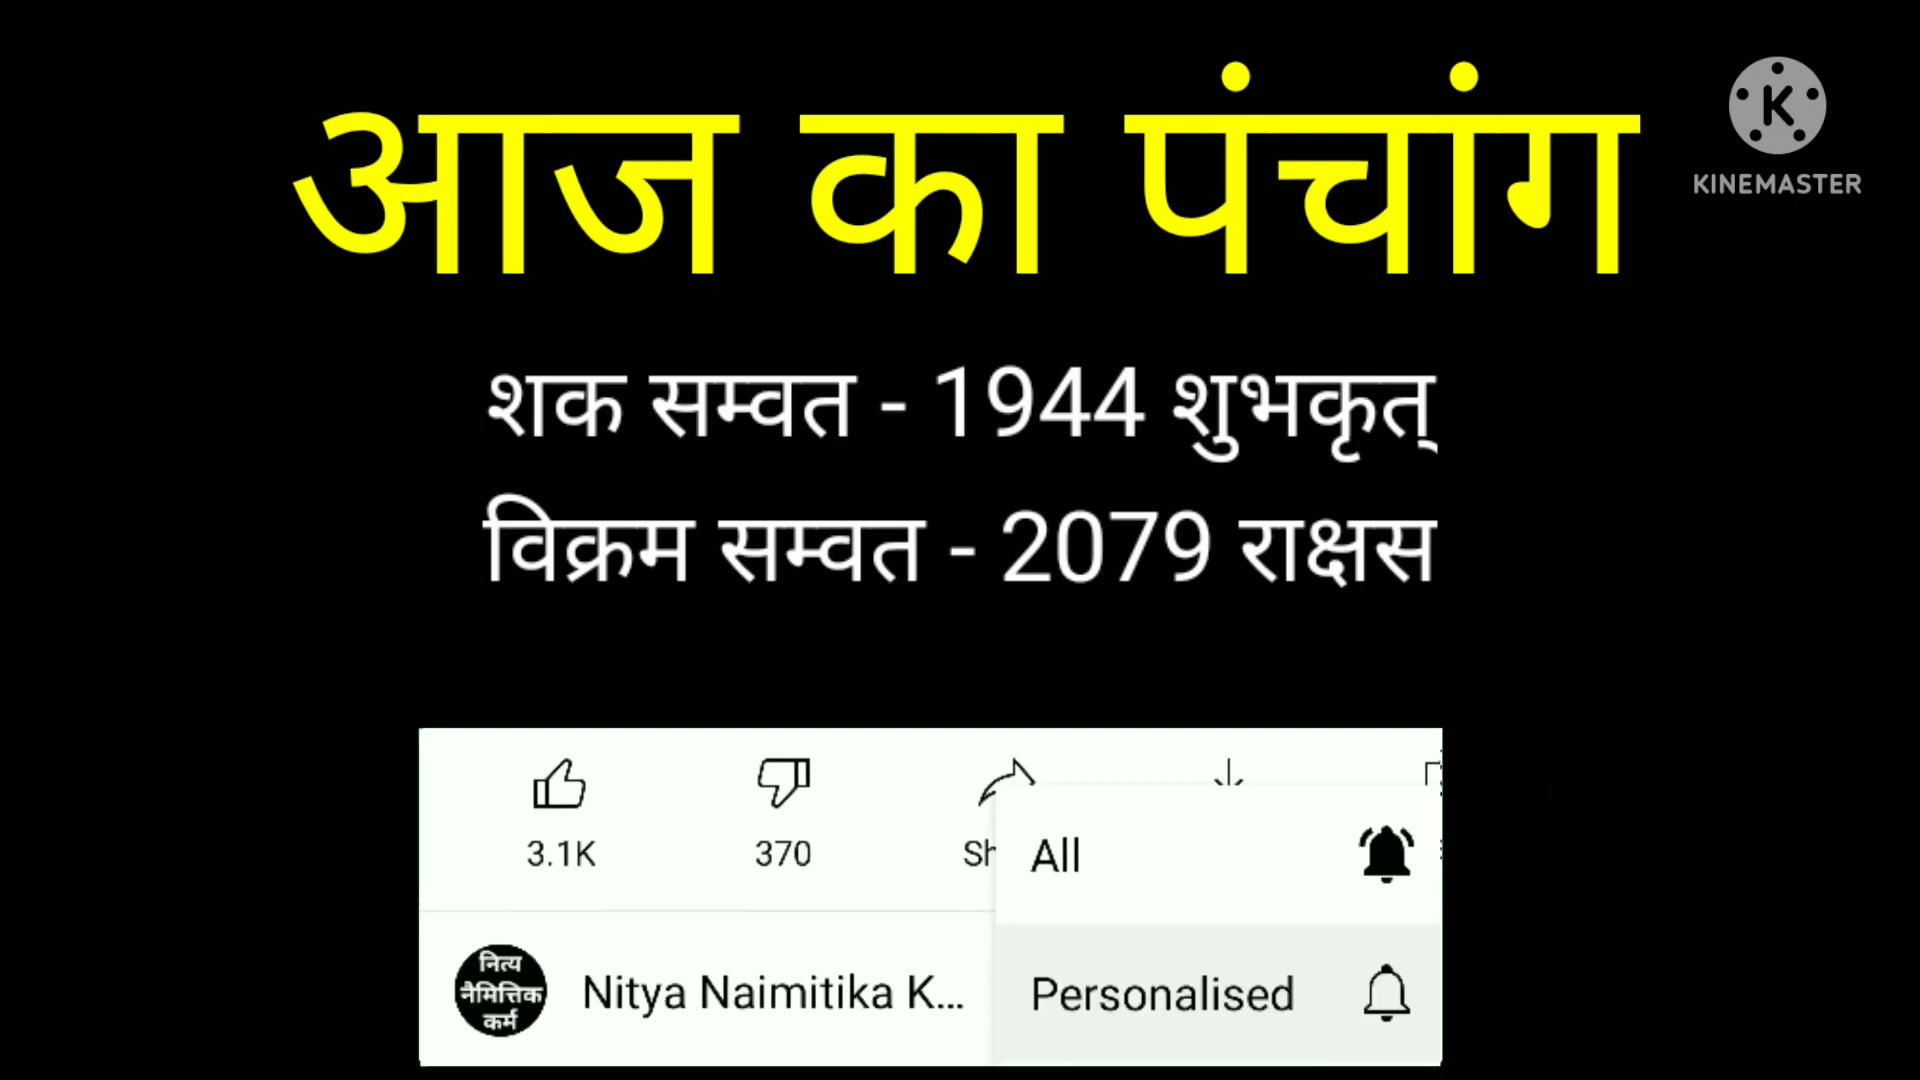 आज का पंचांग
KINEMASTER
शक सम्वत - 1944 शुभकृत्
विक्रम सम्वत - 2079 राक्षस
3.1K 370 Sh
All
नित्य
नैमित्तिक
कर्म
Nitya Naimitika K...
Personalised